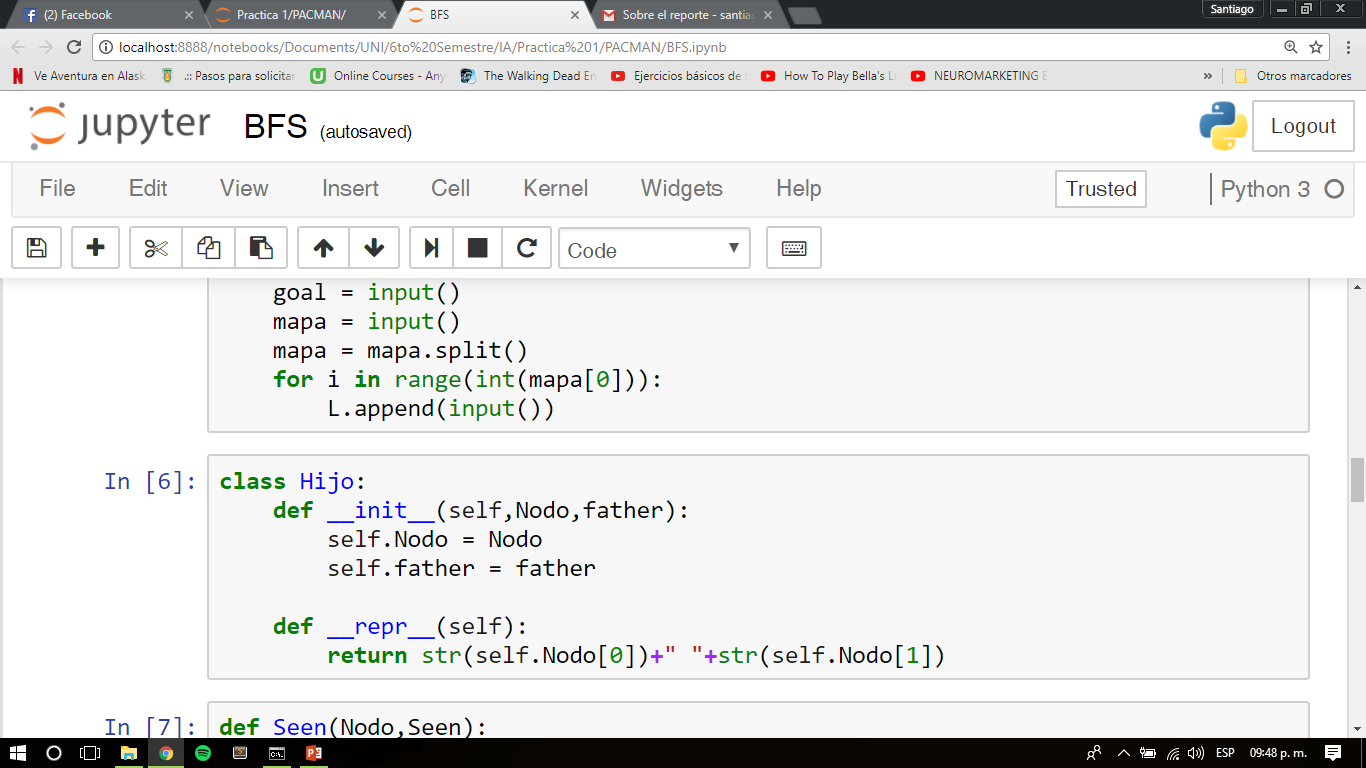 (2) Facebook
Practica 1/PACMAN/
BFS
Sobre el reporte - santia
Santiago
localhost:8888/notebooks/Documents/UNI/6to%20Semestre/IA/Practica%201/PACMAN/BFS.ipynb
Ve Aventura en Alask
.:: Pasos para solicitar
Online Courses - Any
The Walking Dead En
Ejercicios básicos de
How To Play Bella's Lu
NEUROMARKETING E
»
Otros marcadores
jupyter BFS (autosaved)
Logout
File Edit View Insert Cell Kernel Widgets Help
Trusted
Python 3
Code
goal = input()
mapa = input()
mapa = mapa.split()
for i in range(int(mapa[0])):
L.append(input())
In [6]:
class Hijo:
def __init__(self,Nodo,father):
self.Nodo = Nodo
self.father = father
def __repr__(self):
return str(self.Nodo[0])+" "+str(self.Nodo[1])
In [7]:
def Seen(Nodo,Seen):
ESP
09:48 p. m.